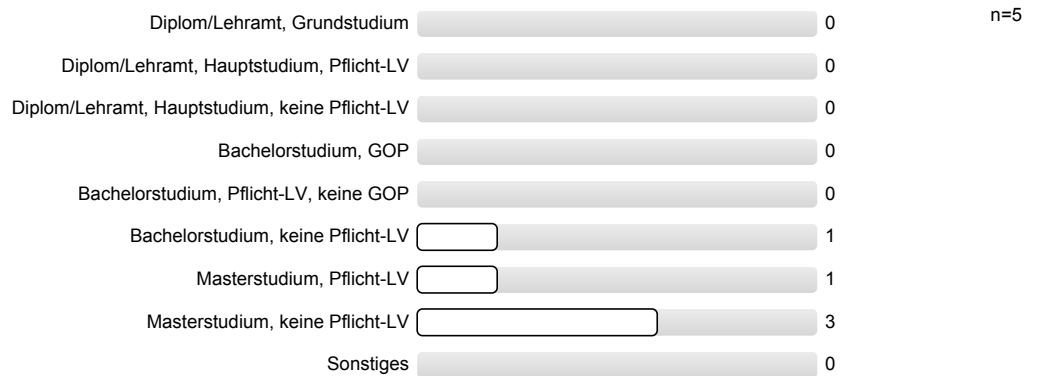 Diplom/Lehramt, Grundstudium 0 n=5
Diplom/Lehramt, Hauptstudium, Pflicht-LV 0
Diplom/Lehramt, Hauptstudium, keine Pflicht-LV 0
Bachelorstudium, GOP 0
Bachelorstudium, Pflicht-LV, keine GOP 0
Bachelorstudium, keine Pflicht-LV 1
Masterstudium, Pflicht-LV 1
Masterstudium, keine Pflicht-LV 3
Sonstiges 0